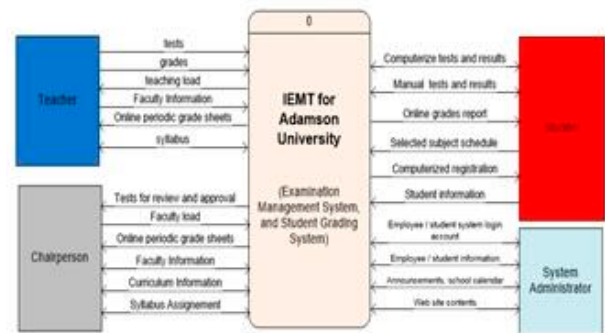 0
IEMT for
Adamson
University
(Examination
Management System,
and Student Grading
System)
Teacher
tests
grades
teaching load
Faculty Information
Online periodic grade sheets
syllabus
Chairperson
Tests for review and approval
Faculty load
Online periodic grade sheets
Faculty Information
Curriculum Information
Syllabus Assignement
Computerize tests and results
Manual tests and results
Online grades report
Selected subject schedule
Computerized registration
Student information
Employee / student system login
account
Employee / student information
Announcements, school calendar
Web site contents
System
Administrator